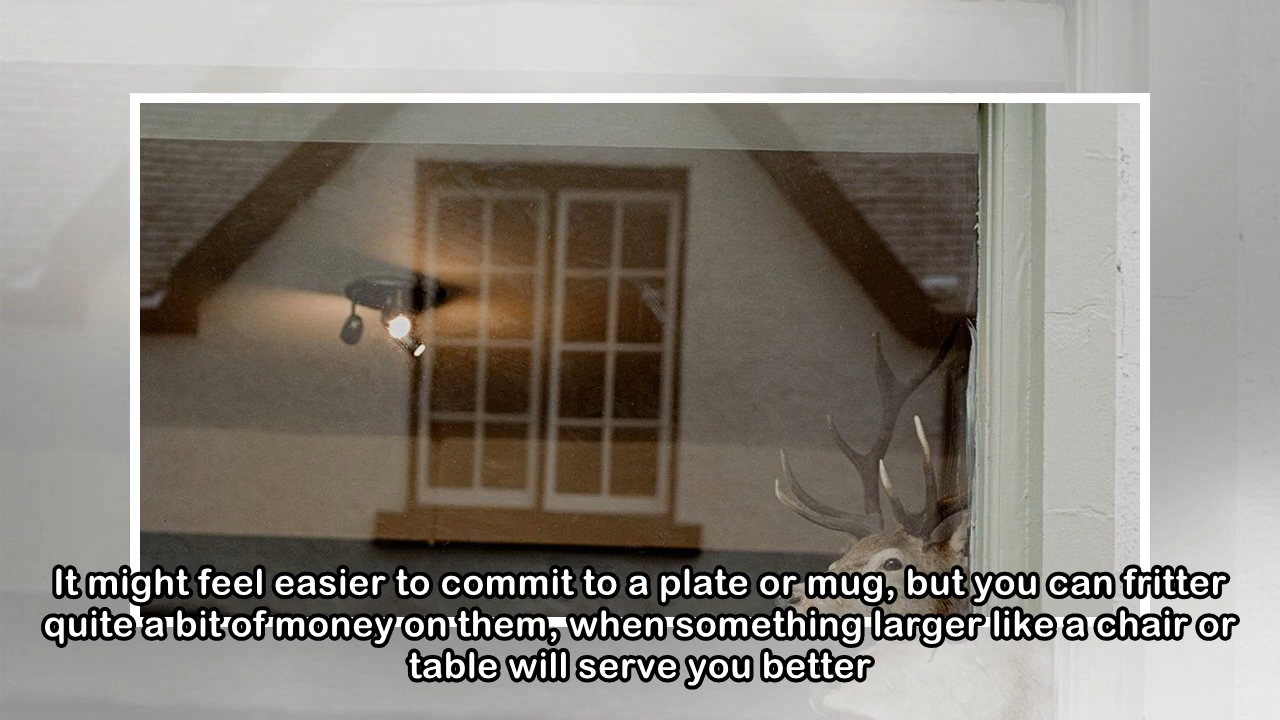 It might feel easier to commit to a plate or mug, but you can fritter
quite a bit of money on them, when something larger like a chair or
table will serve you better